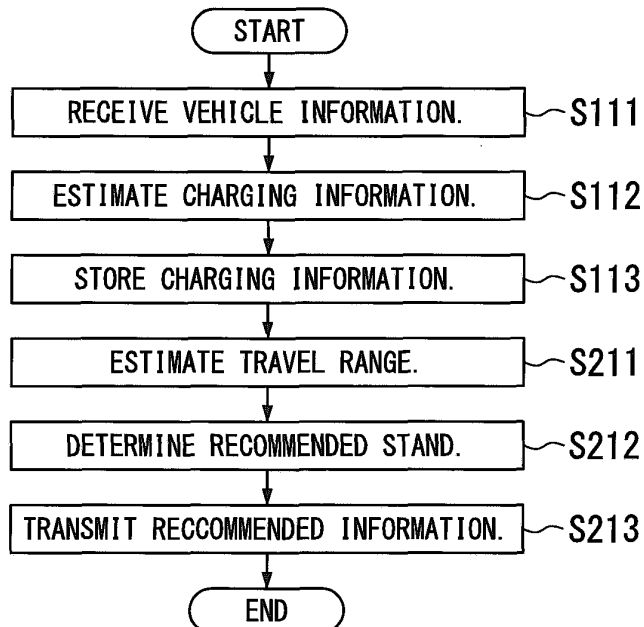 START
RECEIVE VEHICLE INFORMATION. S111
ESTIMATE CHARGING INFORMATION. S112
STORE CHARGING INFORMATION. S113
ESTIMATE TRAVEL RANGE. S211
DETERMINE RECOMMENDED STAND. S212
TRANSMIT RECCOMMENDED INFORMATION. S213
END